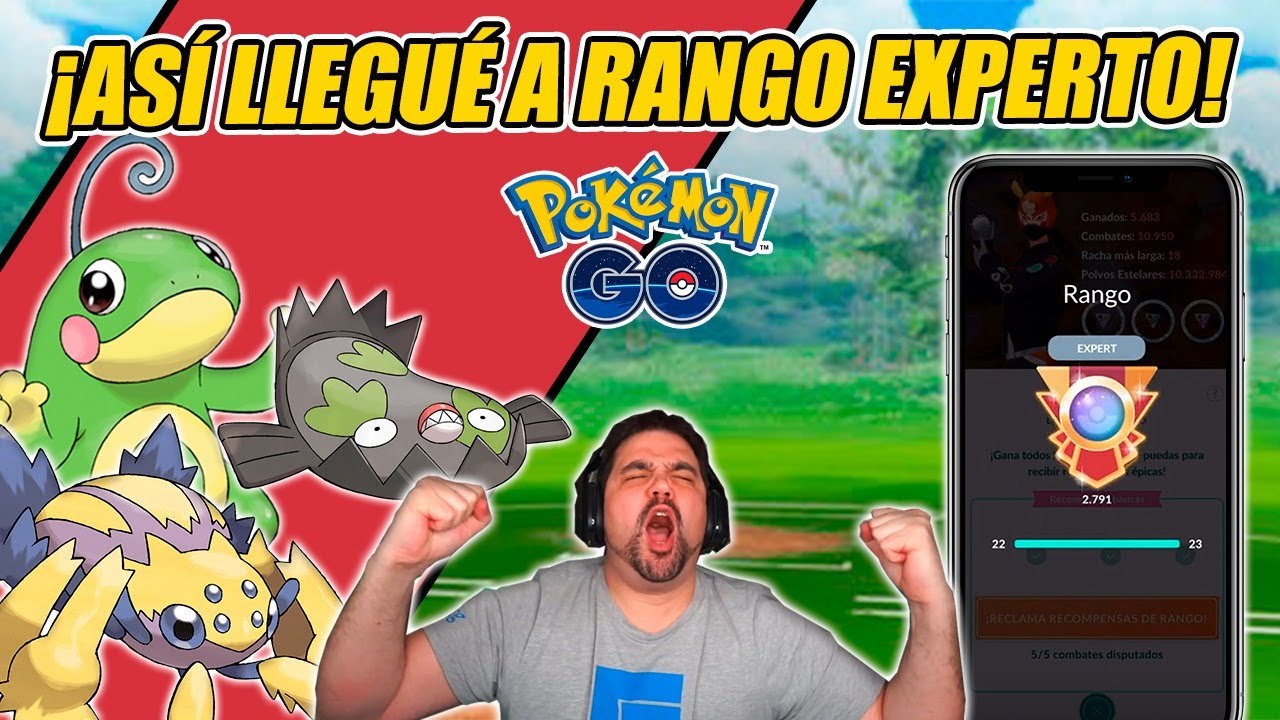 ¡ASÍ LLEGUÉ A RANGO EXPERTO!
POKÉMON
GO
TM
Ganados: 5.683
Combates: 10.950
Racha más larga: 18
Polvos Estelares: 10.332.984
Rango
EXPERT
¡Gana todos
puedas para
recibir
épicas!
2.791
22
23
¡RECLAMA RECOMPENSAS DE RANGO!
5/5 combates disputados